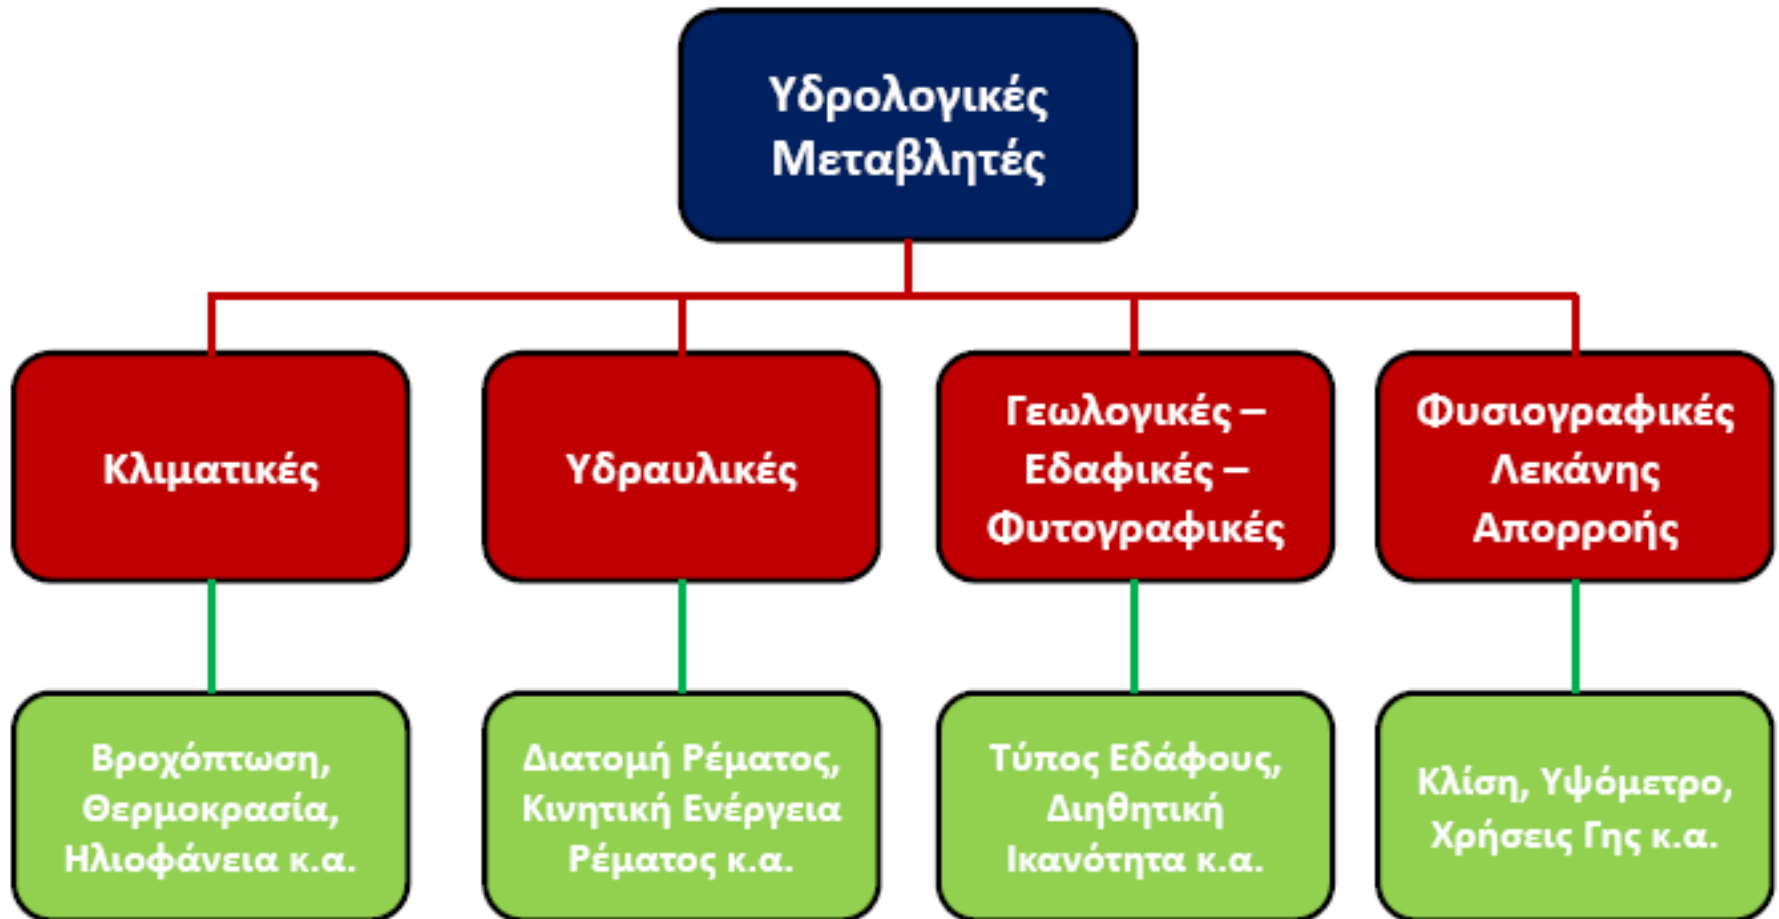 Υδρολογικές
Μεταβλητές
Κλιματικές
Υδραυλικές
Γεωλογικές –
Εδαφικές –
Φυτογραφικές
Φυσιογραφικές
Λεκάνης
Απορροής
Βροχόπτωση,
Θερμοκρασία,
Ηλιοφάνεια κ.α.
Διατομή Ρέματος,
Κινητική Ενέργεια
Ρέματος κ.α.
Τύπος Εδάφους,
Διηθητική
Ικανότητα κ.α.
Κλίση, Υψόμετρο,
Χρήσεις Γης κ.α.